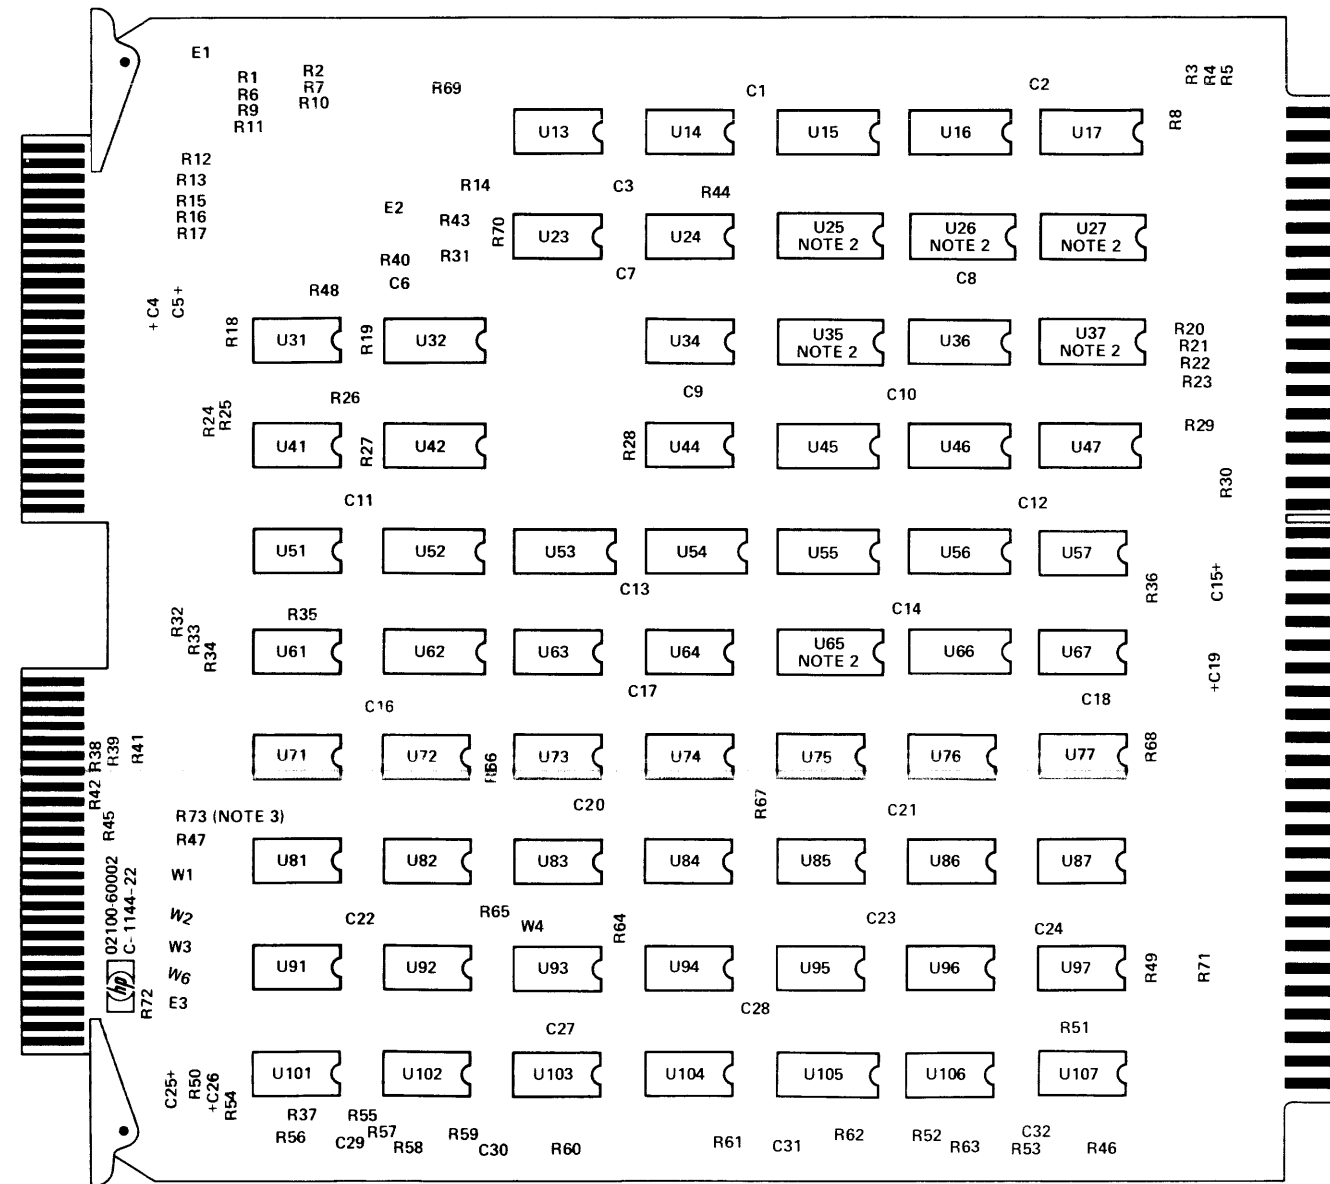 E1
R1
R6
R9
R11
R2
R7
R10
R69
C1
C2
R3
R4
R5
R8
U13
U14
U15
U16
U17
R12
R13
R15
R16
R17
R14
C3
R44
E2
R43
R70
R40
R31
U23
U24
U25
NOTE 2
U26
NOTE 2
U27
NOTE 2
C6
C7
C8
+ C4
C5 +
R48
R18
U31
R19
U32
U34
U35
NOTE 2
U36
U37
NOTE 2
R20
R21
R22
R23
R26
C9
C10
R24
R25
U41
R27
U42
R28
U44
U45
U46
U47
R29
R30
C11
C12
U51
U52
U53
U54
U55
U56
U57
C13
R36
C15+
R32
R33
R34
R35
C14
U61
U62
U63
U64
U65
NOTE 2
U66
U67
+C19
C16
C17
C18
R38
R39
R41
U71
U72
R66
U73
U74
U75
U76
U77
R68
R42
R45
R73 (NOTE 3)
R47
C20
R67
C21
U81
U82
U83
U84
U85
U86
U87
W1
W2
W3
W6
E3
02100-60002
C-1144-22
hp
R72
C22
R65
W4
R64
C23
C24
U91
U92
U93
U94
U95
U96
U97
R49
R71
C27
C28
R51
C25+
R50
+C26
R54
U101
U102
U103
U104
U105
U106
U107
R37
R55
R56
C29
R57
R58
R59
C30
R60
R61
C31
R62
R52
R63
C32
R53
R46